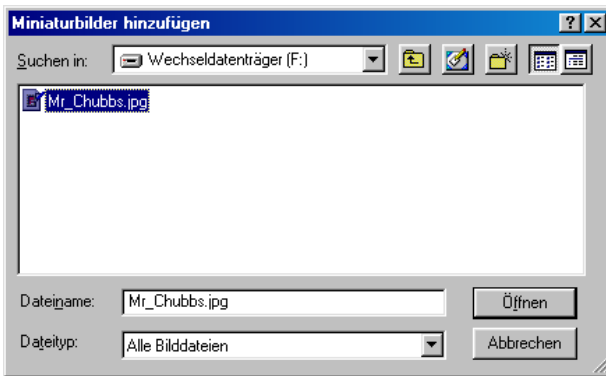 Miniaturbilder hinzufügen
Suchen in: Wechseldatenträger (F:)
Mr_Chubbs.jpg
Dateiname: Mr_Chubbs.jpg Öffnen
Dateityp: Alle Bilddateien Abbrechen